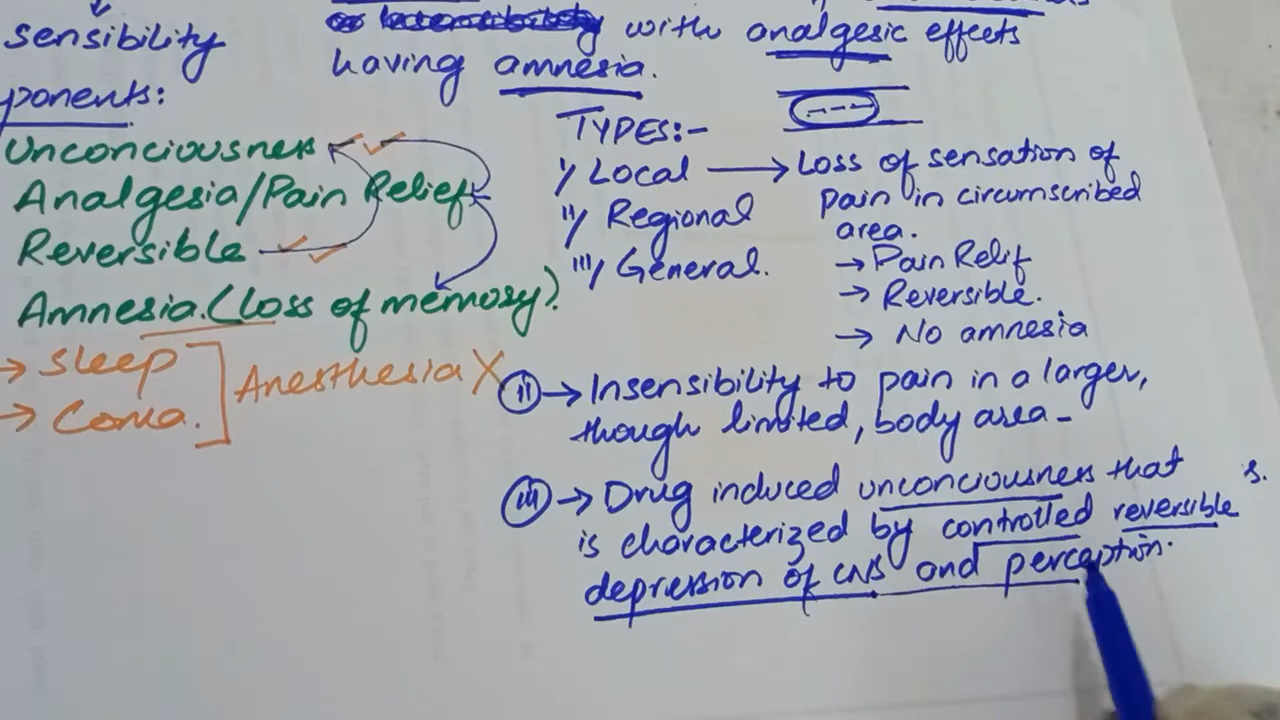 sensibility
with analgesic effects
having amnesia.
ponents:
Unconciousness
Analgesia/Pain Relief
Reversible
Amnesia.(loss of memory).
→ Sleep
→ Coma.
Anesthesia X
TYPES:-
i/ Local → Loss of sensation of
pain in circumscribed
area.
ii/ Regional
iii/ General.
→ Pain Relif
→ Reversible.
→ No amnesia
(ii) → Insensibility to pain in a larger,
though limited, body area -
(iii) → Drug induced unconciousness that
is characterized by controlled reversible
depression of CNS and perception.
s.